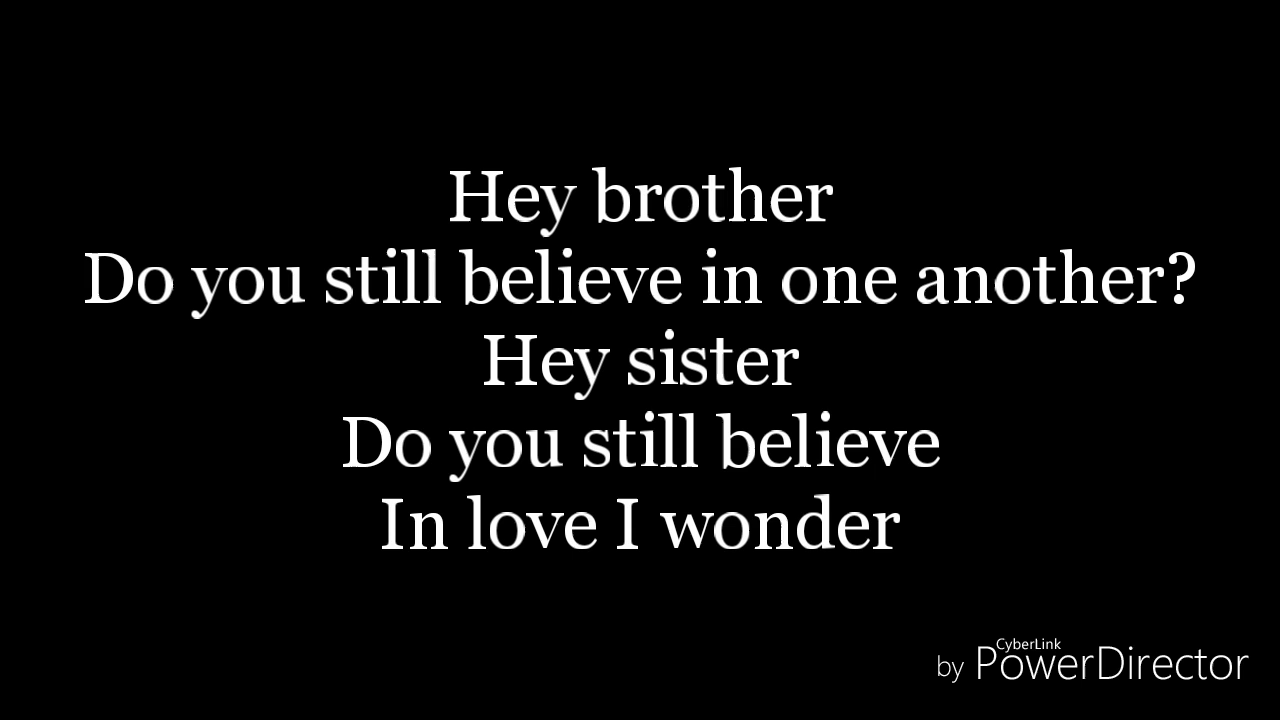 Hey brother
Do you still believe in one another?
Hey sister
Do you still believe
In love I wonder
CyberLink
by PowerDirector